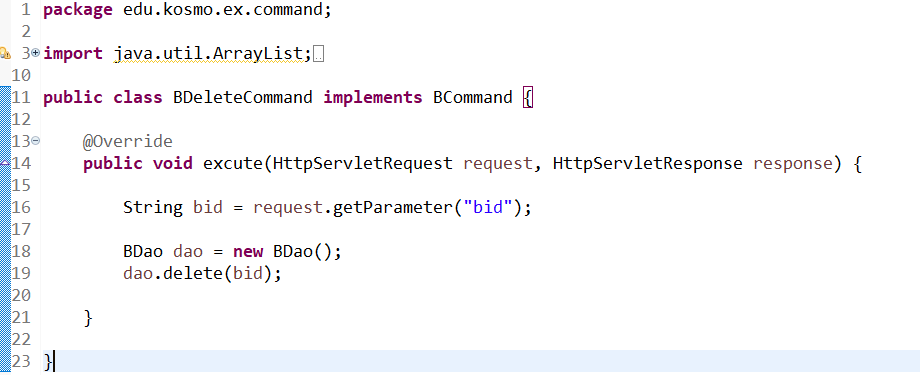 1 package edu.kosmo.ex.command;
2
3 import java.util.ArrayList;
10
11 public class BDeleteCommand implements BCommand {
12
13 @Override
14 public void excute(HttpServletRequest request, HttpServletResponse response) {
15
16 String bid = request.getParameter("bid");
17
18 BDao dao = new BDao();
19 dao.delete(bid);
20
21 }
22
23 }